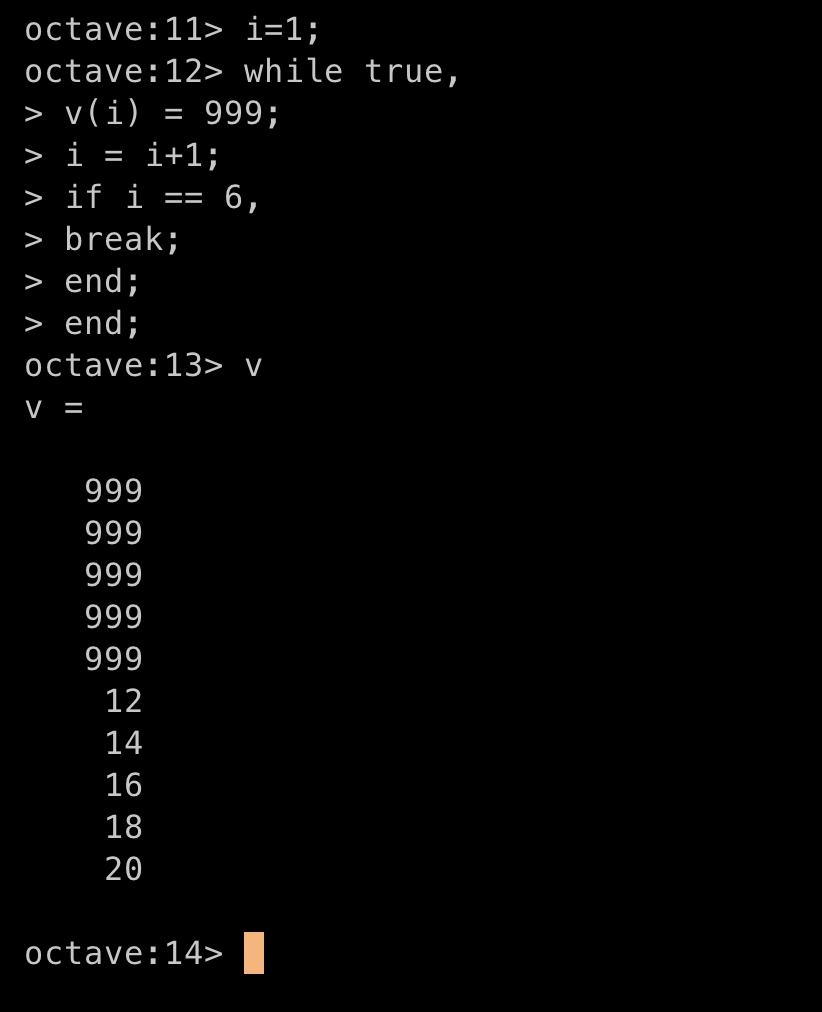 octave:11> i=1;
octave:12> while true,
> v(i) = 999;
> i = i+1;
> if i == 6,
> break;
> end;
> end;
octave:13> v
v =
999
999
999
999
999
12
14
16
18
20
octave:14>